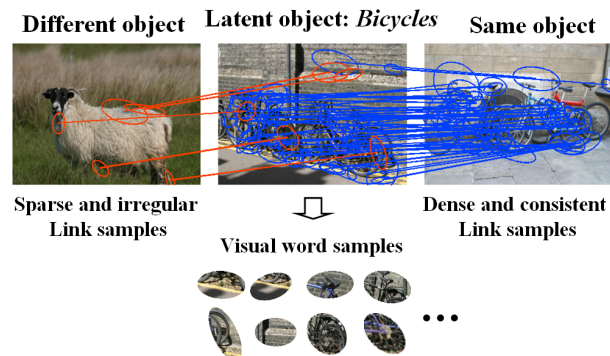 Different object
Latent object: Bicycles
Same object
Sparse and irregular
Link samples
Dense and consistent
Link samples
Visual word samples
...